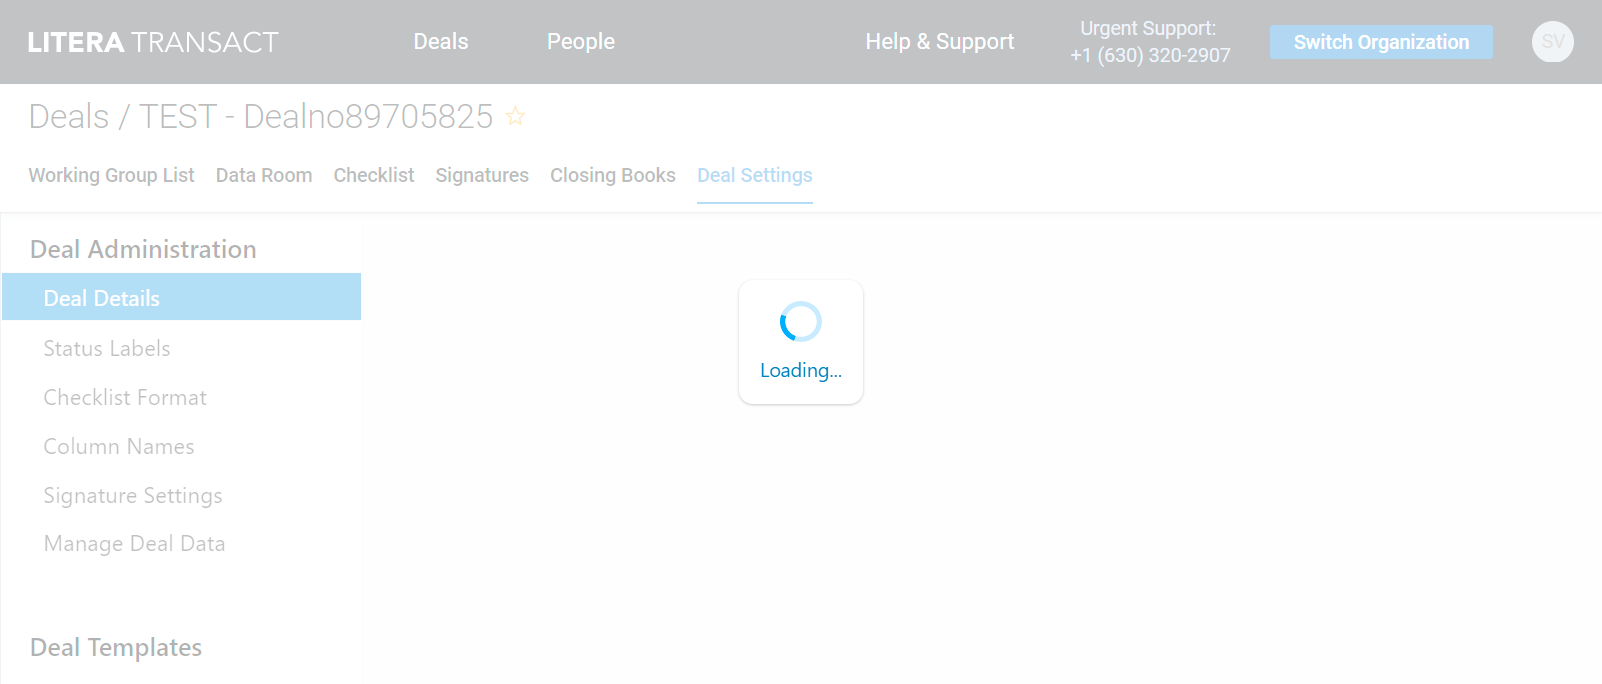 LITERA TRANSACT Deals People Help & Support Urgent Support: Switch Organization SV
+1 (630) 320-2907
Deals / TEST - Dealno89705825
Working Group List Data Room Checklist Signatures Closing Books Deal Settings
Deal Administration
Deal Details
Status Labels
Loading...
Checklist Format
Column Names
Signature Settings
Manage Deal Data
Deal Templates